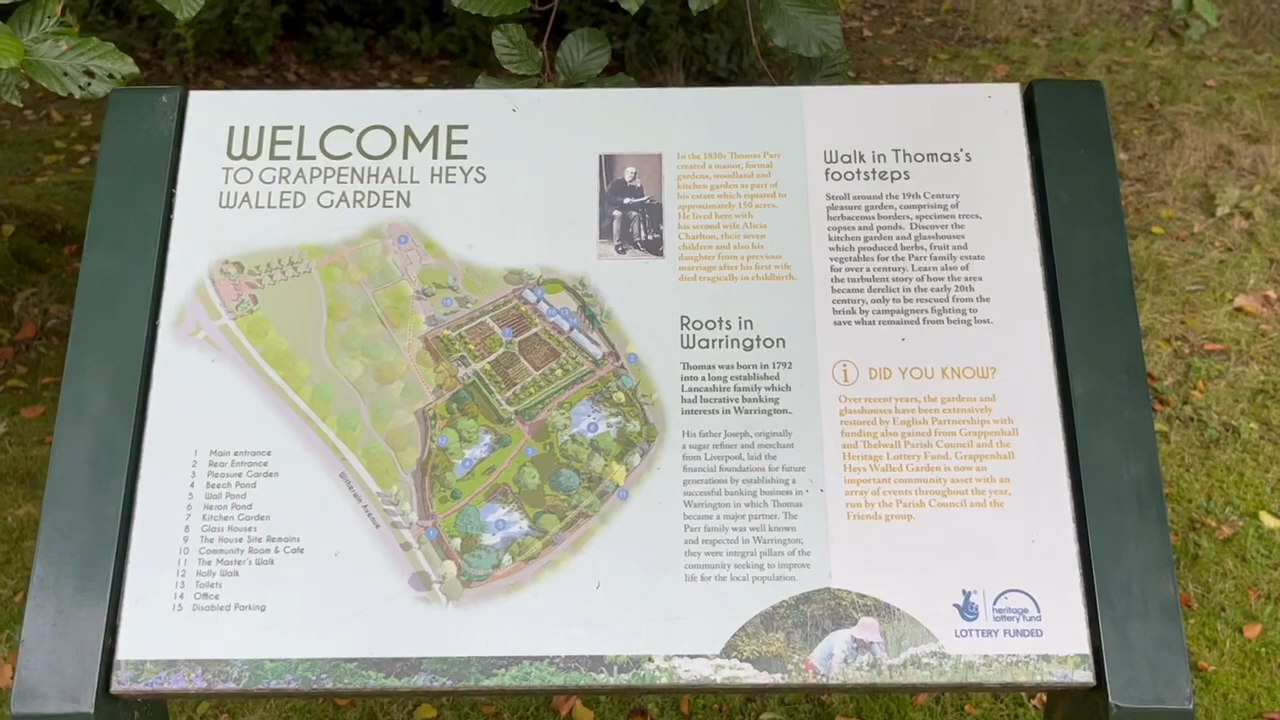 WELCOME
TO GRAPPENHALL HEYS
WALLED GARDEN
In the 1830s Thomas Parr
created a manor, formal
gardens, woodland and
kitchen garden as part of
his estate which equated to
approximately 150 acres.
He lived here with
his second wife Alicia
Charlton, their seven
children and also his
daughter from a previous
marriage after his first wife
died tragically in childbirth.
Roots in
Warrington
Thomas was born in 1792
into a long established
Lancashire family which
had lucrative banking
interests in Warrington.
His father Joseph, originally
a sugar refiner and merchant
from Liverpool, laid the
financial foundations for future
generations by establishing a
successful banking business in
Warrington in which Thomas
became a major partner. The
Parr family was well known
and respected in Warrington;
they were integral pillars of the
community seeking to improve
life for the local population.
Walk in Thomas's
footsteps
Stroll around the 19th Century
pleasure garden, comprising of
herbaceous borders, specimen trees,
copses and ponds. Discover the
kitchen garden and glasshouses
which produced herbs, fruit and
vegetables for the Parr family estate
for over a century. Learn also of
the turbulent story of how the area
became derelict in the early 20th
century, only to be rescued from the
brink by campaigners fighting to
save what remained from being lost.
i DID YOU KNOW?
Over recent years, the gardens and
glasshouses have been extensively
restored by English Partnerships with
funding also gained from Grappenhall
and Thelwall Parish Council and the
Heritage Lottery Fund. Grappenhall
Heys Walled Garden is now an
important community asset with an
array of events throughout the year,
run by the Parish Council and the
Friends group.
Witherwin Avenue
1 Main entrance
2 Rear Entrance
3 Pleasure Garden
4 Beech Pond
5 Wall Pond
6 Heron Pond
7 Kitchen Garden
8 Glass Houses
9 The House Site Remains
10 Community Room & Cafe
11 The Master's Walk
12 Holly Walk
13 Toilets
14 Office
15 Disabled Parking
heritage
lottery fund
LOTTERY FUNDED